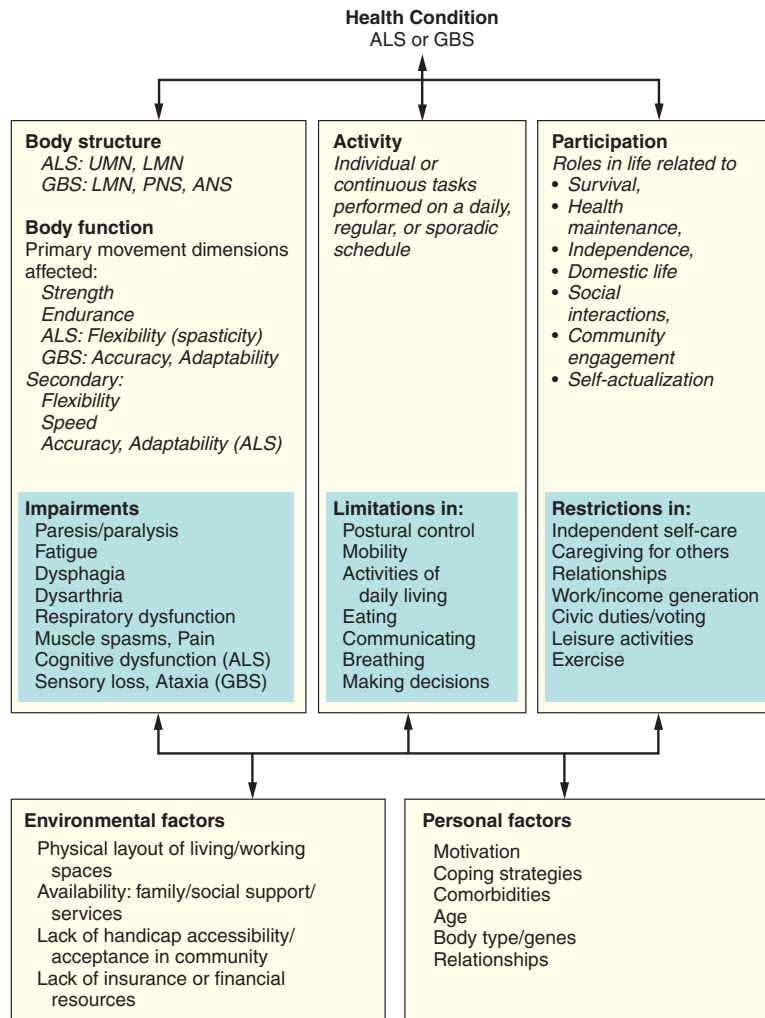 Health Condition
ALS or GBS
Body structure
ALS: UMN, LMN
GBS: LMN, PNS, ANS
Body function
Primary movement dimensions
affected:
Strength
Endurance
ALS: Flexibility (spasticity)
GBS: Accuracy, Adaptability
Secondary:
Flexibility
Speed
Accuracy, Adaptability (ALS)
Impairments
Paresis/paralysis
Fatigue
Dysphagia
Dysarthria
Respiratory dysfunction
Muscle spasms, Pain
Cognitive dysfunction (ALS)
Sensory loss, Ataxia (GBS)
Activity
Individual or
continuous tasks
performed on a daily,
regular, or sporadic
schedule
Limitations in:
Postural control
Mobility
Activities of
daily living
Eating
Communicating
Breathing
Making decisions
Participation
Roles in life related to
• Survival,
• Health
maintenance,
• Independence,
• Domestic life
• Social
interactions,
• Community
engagement
• Self-actualization
Restrictions in:
Independent self-care
Caregiving for others
Relationships
Work/income generation
Civic duties/voting
Leisure activities
Exercise
Environmental factors
Physical layout of living/working
spaces
Availability: family/social support/
services
Lack of handicap accessibility/
acceptance in community
Lack of insurance or financial
resources
Personal factors
Motivation
Coping strategies
Comorbidities
Age
Body type/genes
Relationships